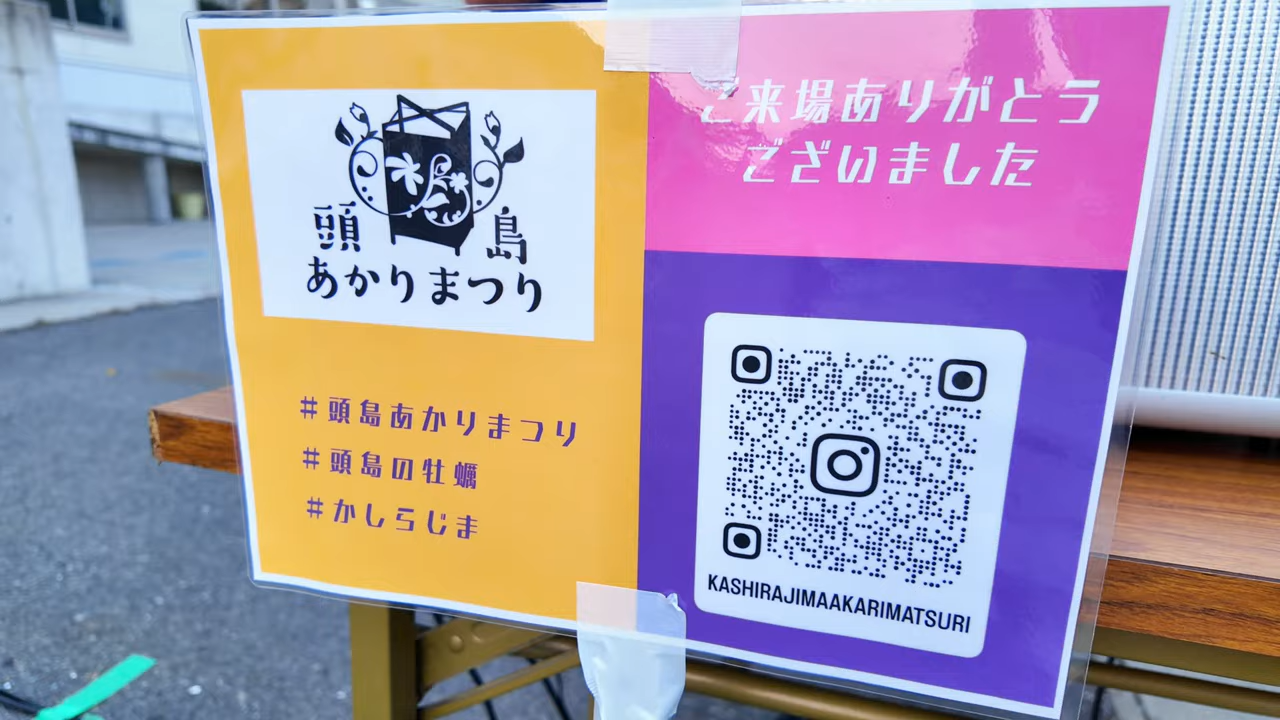 頭島
あかりまつり
#頭島あかりまつり
#頭島の牡蠣
#かしらじま
ご来場ありがとう
ございました
KASHIRAJIMAAKARIMATSURI